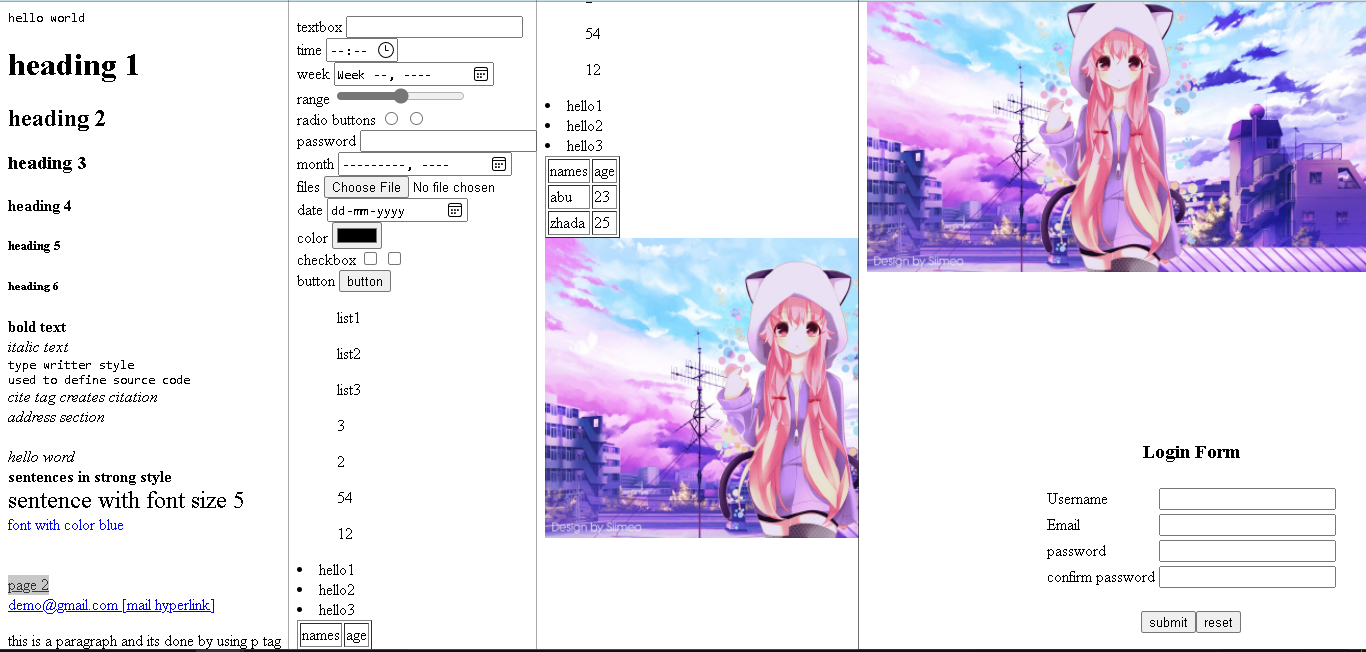 hello world
heading 1
heading 2
heading 3
heading 4
heading 5
heading 6
bold text
italic text
type writter style
used to define source code
cite tag creates citation
address section
hello word
sentences in strong style
sentence with font size 5
font with color blue
page 2
demo@gmail.com [mail hyperlink]
this is a paragraph and its done by using p tag
textbox
time --:--
week Week --, ----
range
radio buttons
password
month ---------, ----
files Choose File No file chosen
date dd-mm-yyyy
color
checkbox
button button
list1
list2
list3
3
2
54
12
hello1
hello2
hello3
names age
54
12
hello1
hello2
hello3
names age
abu 23
zhada 25
Design by Siimea
Design by Siimea
Login Form
Username
Email
password
confirm password
submit reset